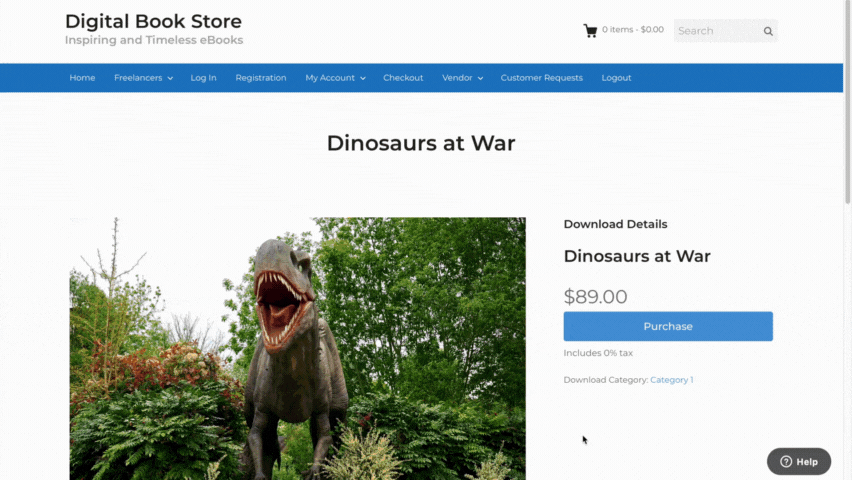 Digital Book Store
Inspiring and Timeless eBooks
0 items - $0.00
Search
Home Freelancers Log In Registration My Account Checkout Vendor Customer Requests Logout
Dinosaurs at War
Download Details
Dinosaurs at War
$89.00
Purchase
Includes 0% tax
Download Category: Category 1
Help